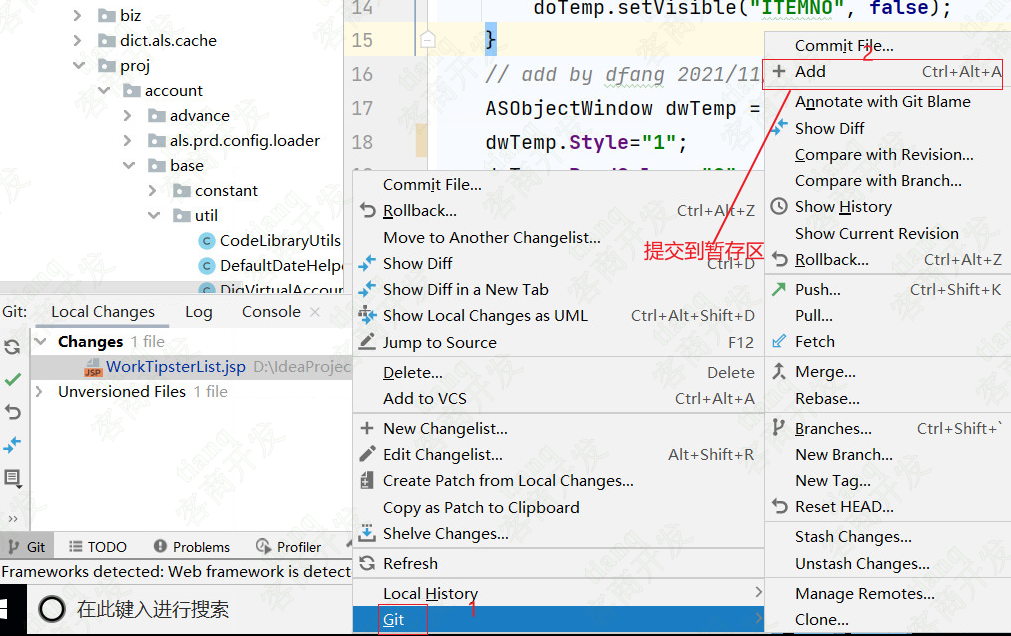 biz
dict.als.cache
proj
account
advance
als.prd.config.loader
base
constant
util
CodeLibraryUtils
DefaultDateHelpe
14
doTemp.setVisible("ITEMNO", false);
15
}
16
// add by dfang 2021/11
17
ASObjectWindow dwTemp =
18
dwTemp.Style="1";
Git:
Local Changes
Log
Console
Changes 1 file
WorkTipsterList.jsp D:\IdeaProjec
Unversioned Files 1 file
Commit File...
Rollback... Ctrl+Alt+Z
Move to Another Changelist...
Show Diff Ctrl+D
Show Diff in a New Tab
Show Local Changes as UML Ctrl+Alt+Shift+D
Jump to Source F12
Delete... Delete
Add to VCS Ctrl+Alt+A
New Changelist...
Edit Changelist... Alt+Shift+R
Create Patch from Local Changes...
Copy as Patch to Clipboard
Shelve Changes...
Refresh
Local History
1
Git
Commit File...
2
Add Ctrl+Alt+A
Annotate with Git Blame
Show Diff
Compare with Revision...
Compare with Branch...
Show History
Show Current Revision
Rollback... Ctrl+Alt+Z
Push... Ctrl+Shift+K
Pull...
Fetch
Merge...
Rebase...
Branches... Ctrl+Shift+`
New Branch...
New Tag...
Reset HEAD...
Stash Changes...
Unstash Changes...
Manage Remotes...
Clone...
提交到暂存区
Git
TODO
Problems
Profiler
Frameworks detected: Web framework is detect
在此键入进行搜索